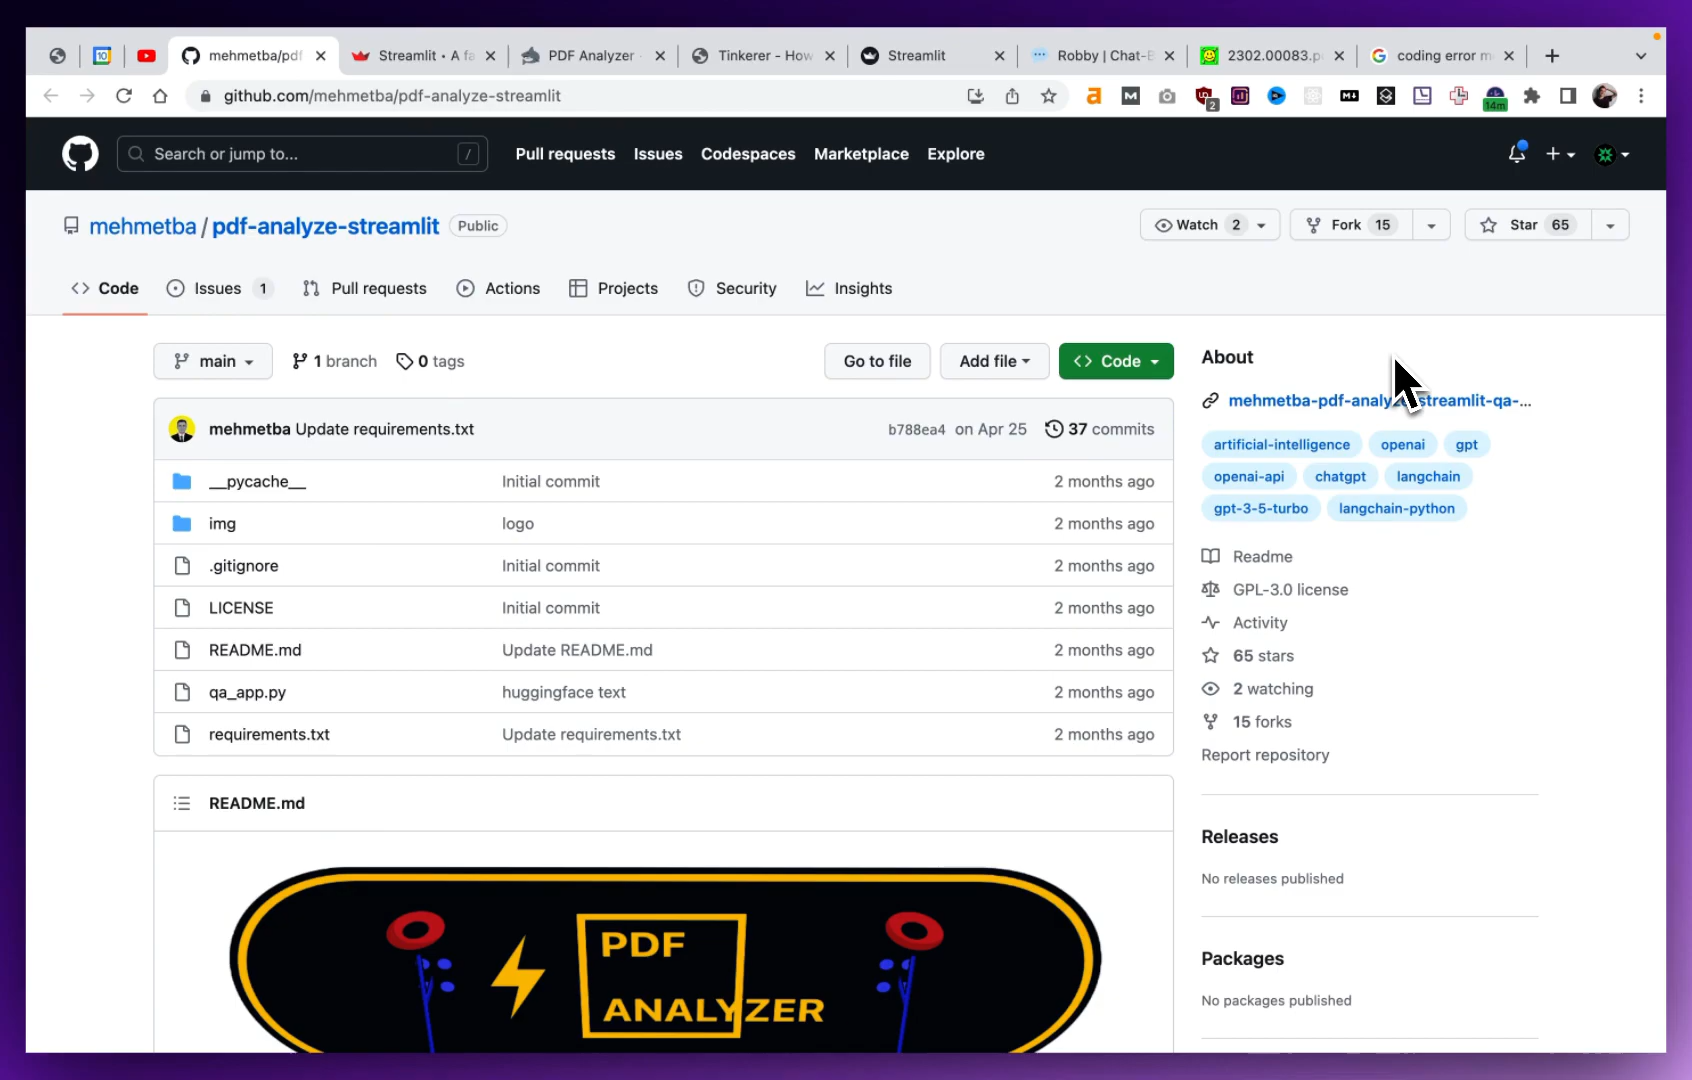 mehmetba/pdf
Streamlit • A fa
PDF Analyzer
Tinkerer - How
Streamlit
Robby | Chat-B
2302.00083.p
coding error m
github.com/mehmetba/pdf-analyze-streamlit
2
14m
Search or jump to...
/
Pull requests
Issues
Codespaces
Marketplace
Explore
mehmetba / pdf-analyze-streamlit
Public
Watch 2
Fork 15
Star 65
Code
Issues 1
Pull requests
Actions
Projects
Security
Insights
main
1 branch
0 tags
Go to file
Add file
Code
mehmetba Update requirements.txt
b788ea4 on Apr 25
37 commits
__pycache__ Initial commit 2 months ago
img logo 2 months ago
.gitignore Initial commit 2 months ago
LICENSE Initial commit 2 months ago
README.md Update README.md 2 months ago
qa_app.py huggingface text 2 months ago
requirements.txt Update requirements.txt 2 months ago
README.md
PDF
ANALYZER
About
mehmetba-pdf-analyze-streamlit-qa-...
artificial-intelligence openai gpt
openai-api chatgpt langchain
gpt-3-5-turbo langchain-python
Readme
GPL-3.0 license
Activity
65 stars
2 watching
15 forks
Report repository
Releases
No releases published
Packages
No packages published